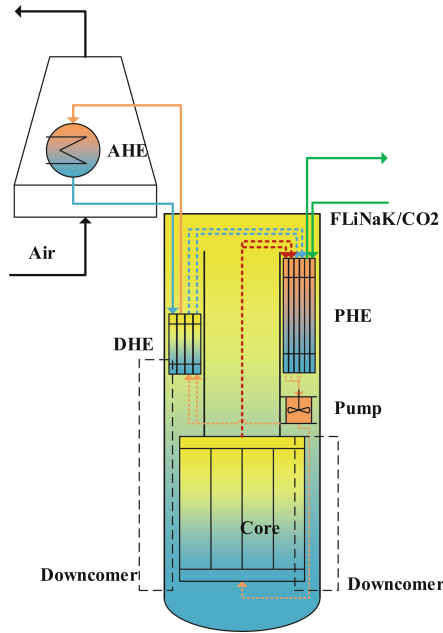 AHE
FLiNaK/CO2
Air
PHE
DHE
Pump
Core
Downcomer
Downcomer